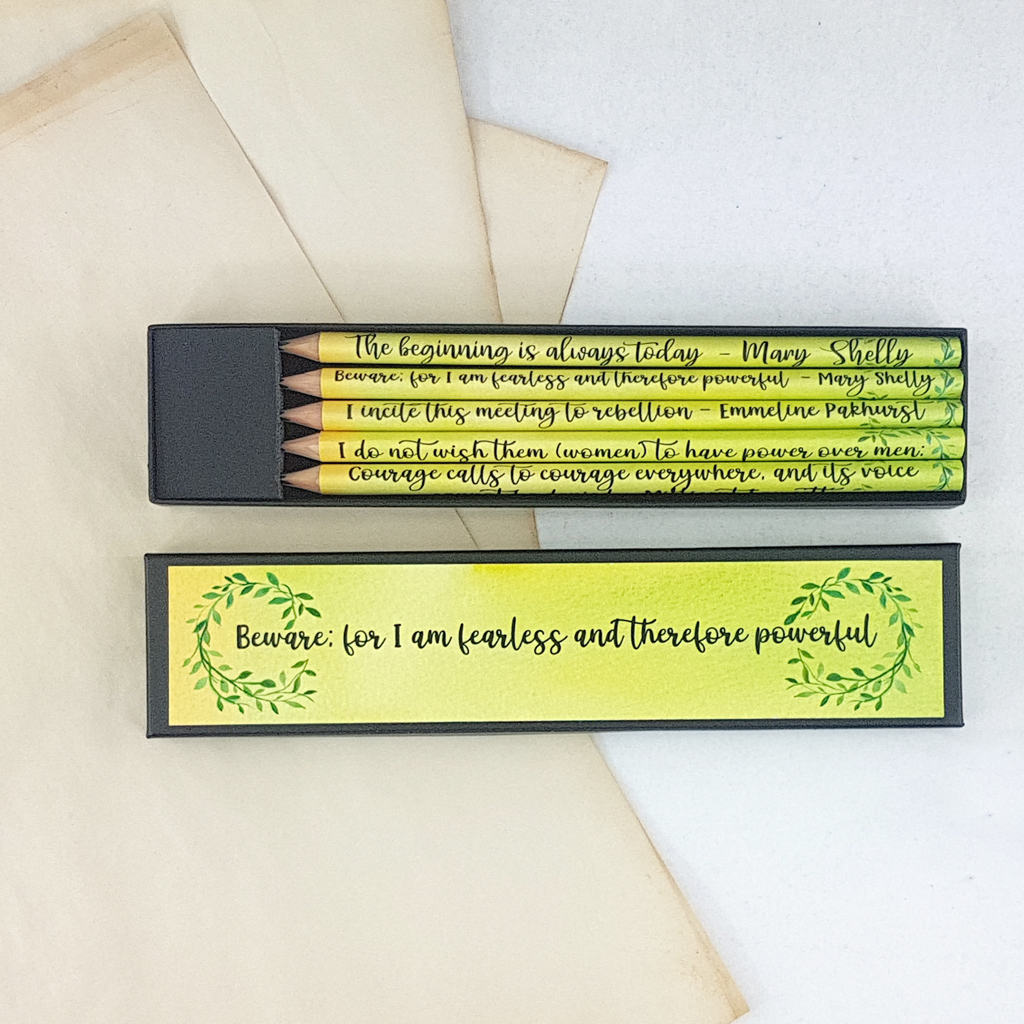 The beginning is always today - Mary Shelly
Beware; for I am fearless and therefore powerful - Mary Shelly
I incite this meeting to rebellion - Emmeline Pakhurst
I do not wish them (women) to have power over men;
Courage calls to courage everywhere, and its voice
Beware; for I am fearless and therefore powerful